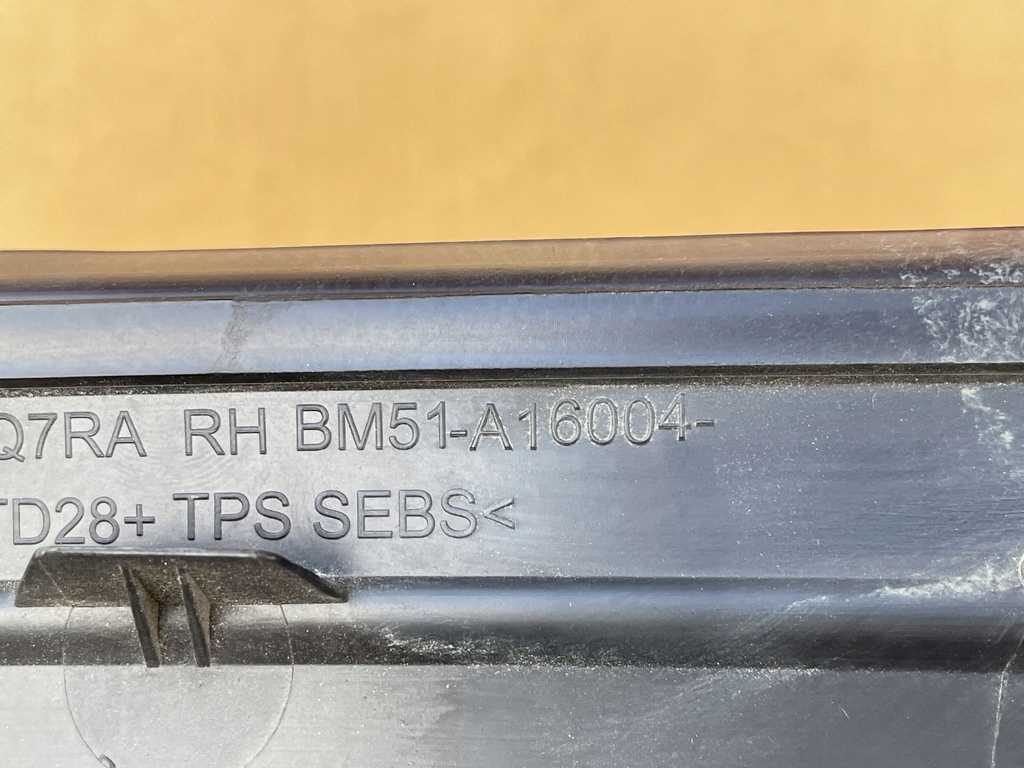 Q7RA RH BM51-A16004-
TD28+ TPS SEBS<